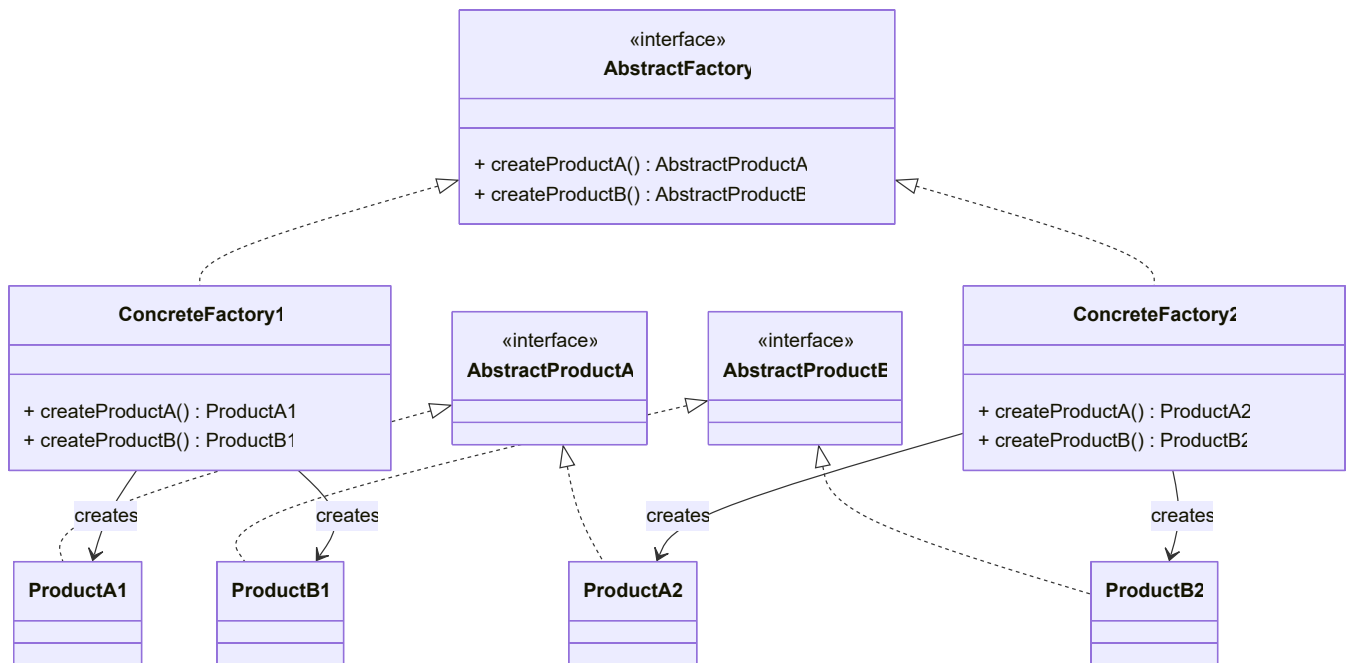 «interface»
AbstractFactory
+ createProductA() : AbstractProductA
+ createProductB() : AbstractProductB
ConcreteFactory1
+ createProductA() : ProductA1
+ createProductB() : ProductB1
«interface»
AbstractProductA
«interface»
AbstractProductB
ConcreteFactory2
+ createProductA() : ProductA2
+ createProductB() : ProductB2
creates
creates
creates
creates
ProductA1
ProductB1
ProductA2
ProductB2